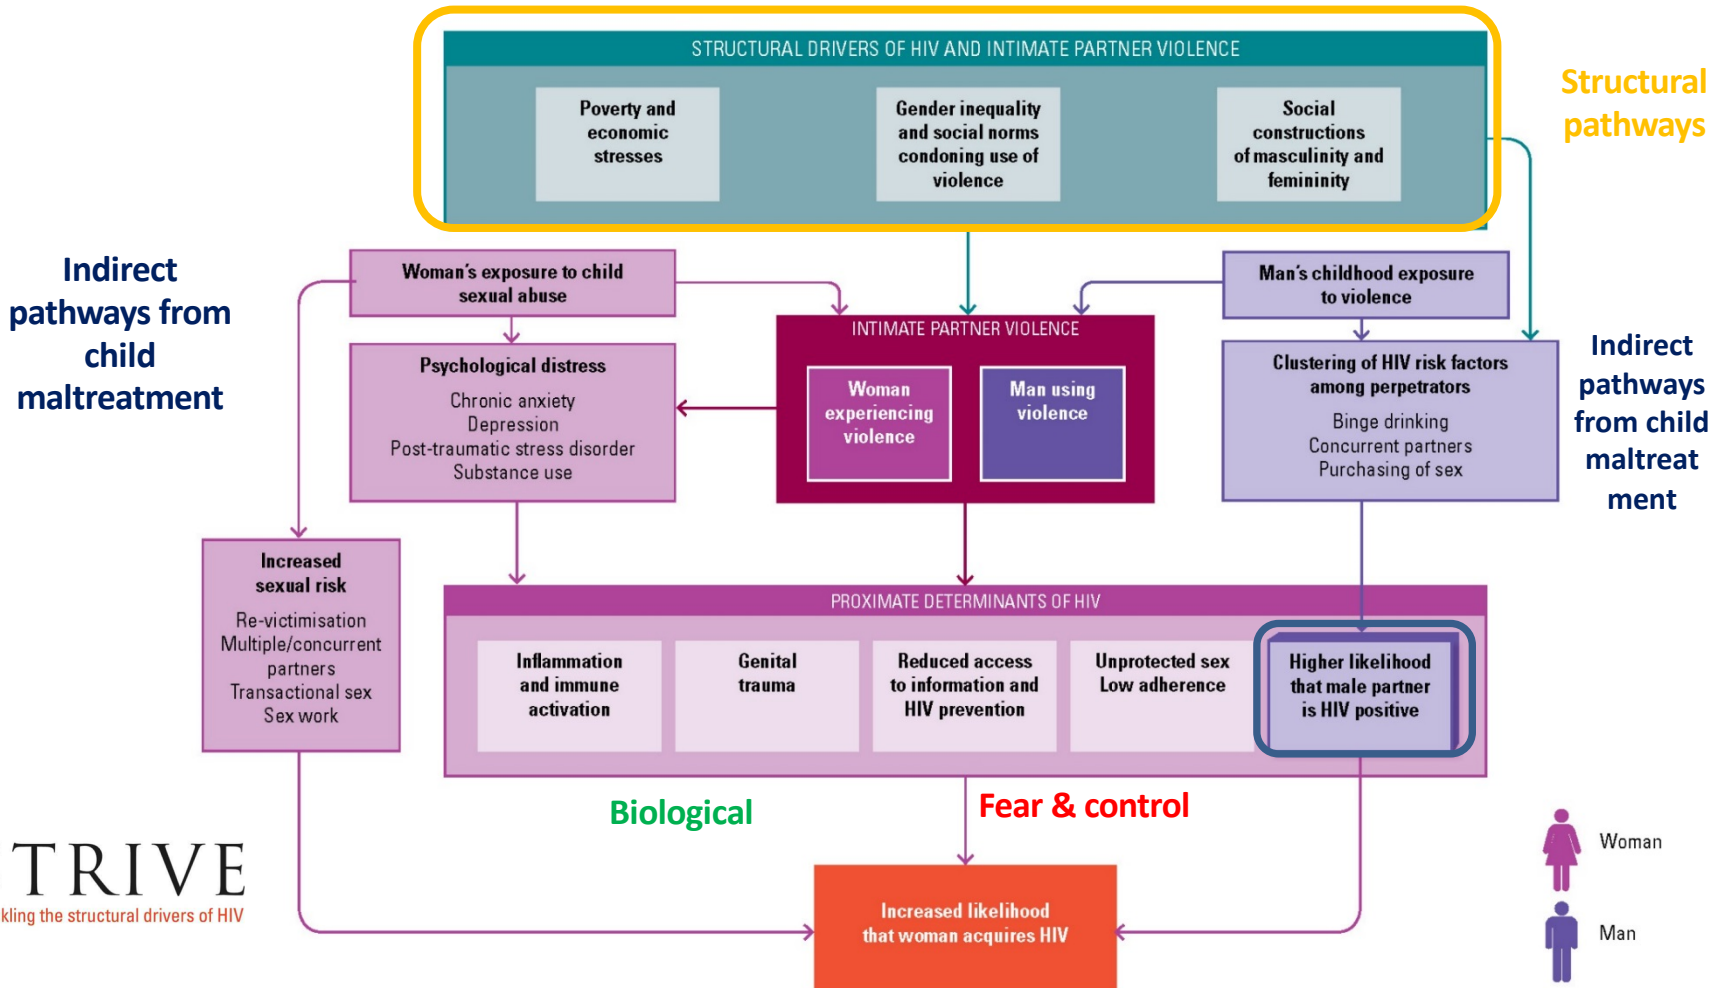 STRUCTURAL DRIVERS OF HIV AND INTIMATE PARTNER VIOLENCE
Poverty and
economic
stresses
Gender inequality
and social norms
condoning use of
violence
Social
constructions
of masculinity and
femininity
Structural
pathways
Indirect
pathways from
child
maltreatment
Woman's exposure to child
sexual abuse
Man's childhood exposure
to violence
INTIMATE PARTNER VIOLENCE
Woman
experiencing
violence
Man using
violence
Psychological distress
Chronic anxiety
Depression
Post-traumatic stress disorder
Substance use
Clustering of HIV risk factors
among perpetrators
Binge drinking
Concurrent partners
Purchasing of sex
Indirect
pathways
from child
maltreat
ment
Increased
sexual risk
Re-victimisation
Multiple/concurrent
partners
Transactional sex
Sex work
PROXIMATE DETERMINANTS OF HIV
Inflammation
and immune
activation
Genital
trauma
Reduced access
to information and
HIV prevention
Unprotected sex
Low adherence
Higher likelihood
that male partner
is HIV positive
Biological
Fear & control
Increased likelihood
that woman acquires HIV
Woman
Man
TRIVE
kling the structural drivers of HIV